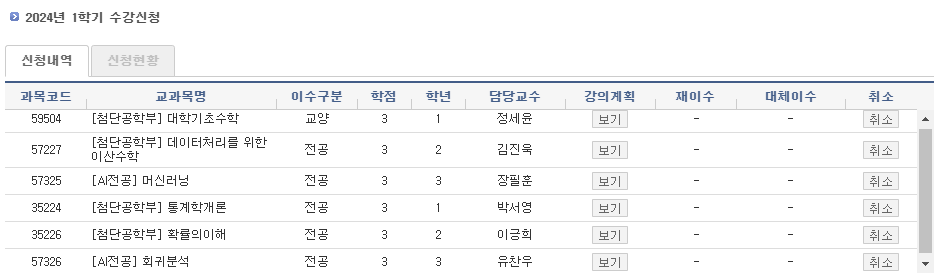 2024년 1학기 수강신청
신청내역 신청현황
과목코드 교과목명 이수구분 학점 학년 담당교수 강의계획 재이수 대체이수 취소
59504 [첨단공학부] 대학기초수학 교양 3 1 정세윤 보기 - - 취소
57227 [첨단공학부] 데이터처리를 위한 이산수학 전공 3 2 김진욱 보기 - - 취소
57325 [AI전공] 머신러닝 전공 3 3 장필훈 보기 - - 취소
35224 [첨단공학부] 통계학개론 전공 3 1 박서영 보기 - - 취소
35226 [첨단공학부] 확률의이해 전공 3 2 이긍희 보기 - - 취소
57326 [AI전공] 회귀분석 전공 3 3 유찬우 보기 - - 취소